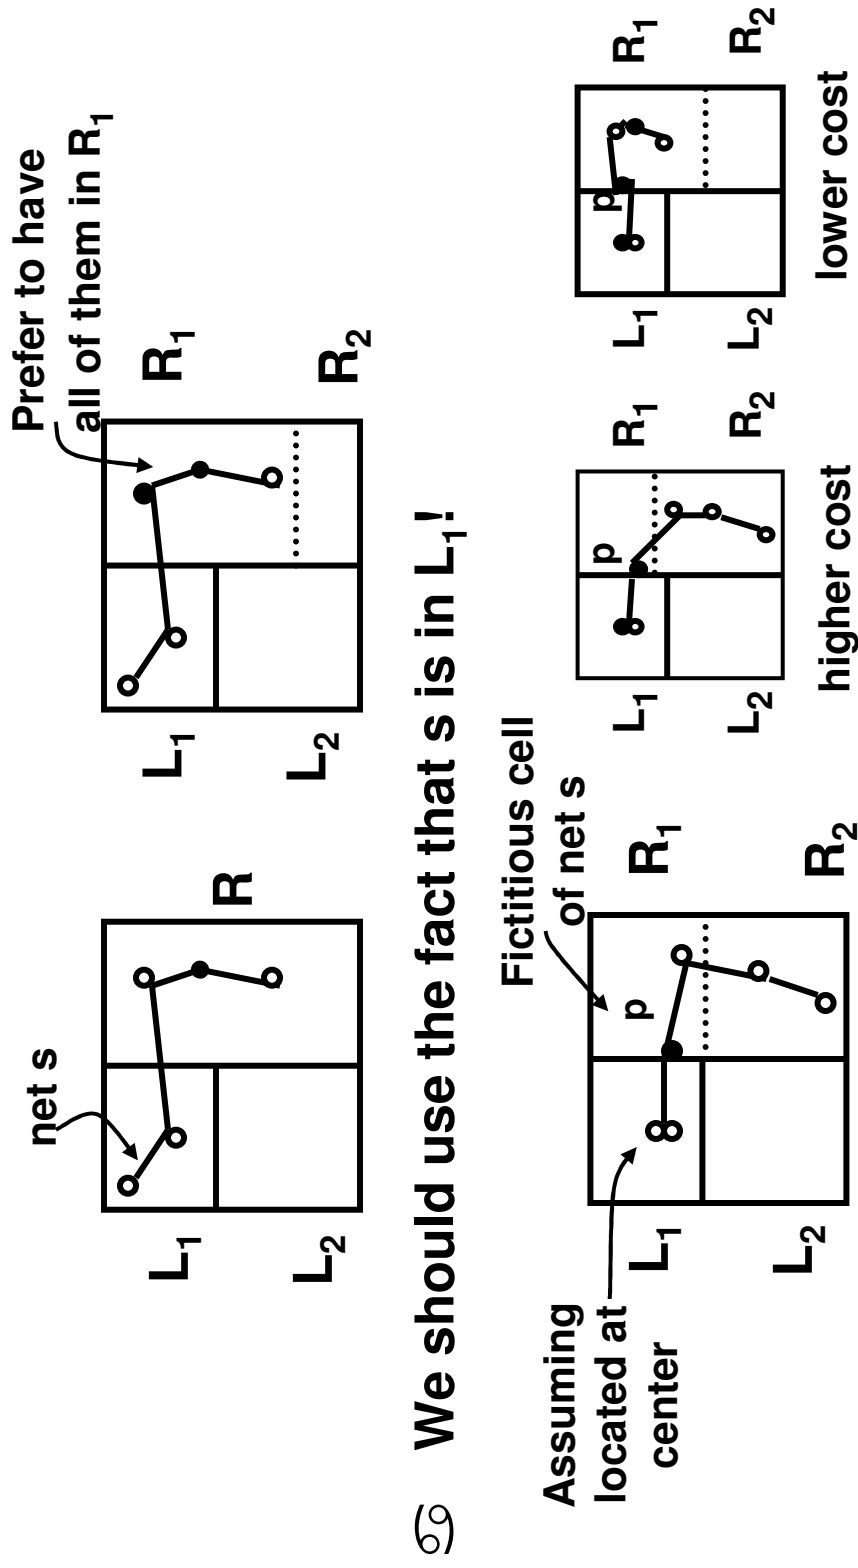 net s
L1
L2
R
Prefer to have
all of them in R1
L1
L2
R1
R2
♋ We should use the fact that s is in L1!
Assuming
located at
center
L1
L2
Fictitious cell
of net s
p
R1
R2
L1
L2
p
R1
R2
higher cost
L1
L2
p
R1
R2
lower cost